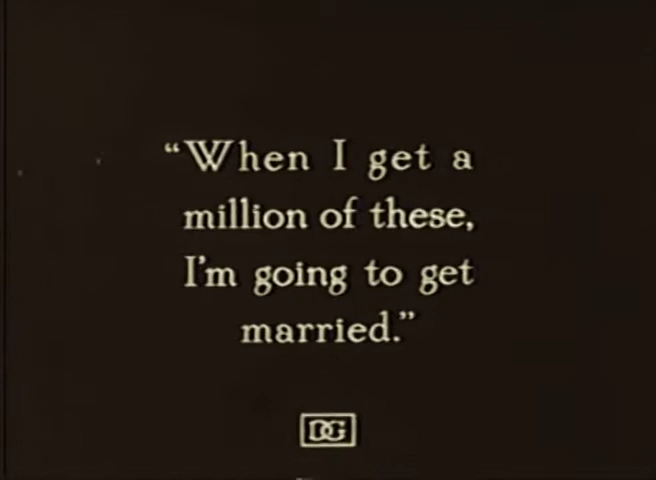 “When I get a
million of these,
I’m going to get
married.”
DG